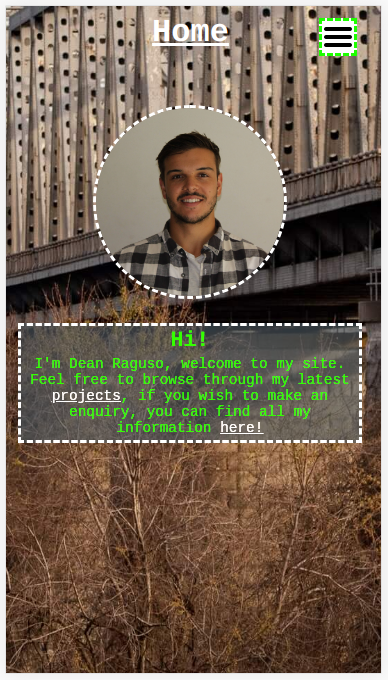 Home
Hi!
I'm Dean Raguso, welcome to my site.
Feel free to browse through my latest
projects, if you wish to make an
enquiry, you can find all my
information here!